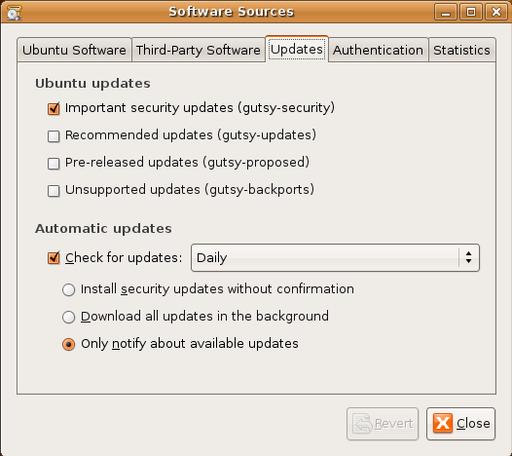 Software Sources
Ubuntu Software Third-Party Software Updates Authentication Statistics
Ubuntu updates
Important security updates (gutsy-security)
Recommended updates (gutsy-updates)
Pre-released updates (gutsy-proposed)
Unsupported updates (gutsy-backports)
Automatic updates
Check for updates: Daily
Install security updates without confirmation
Download all updates in the background
Only notify about available updates
Revert Close